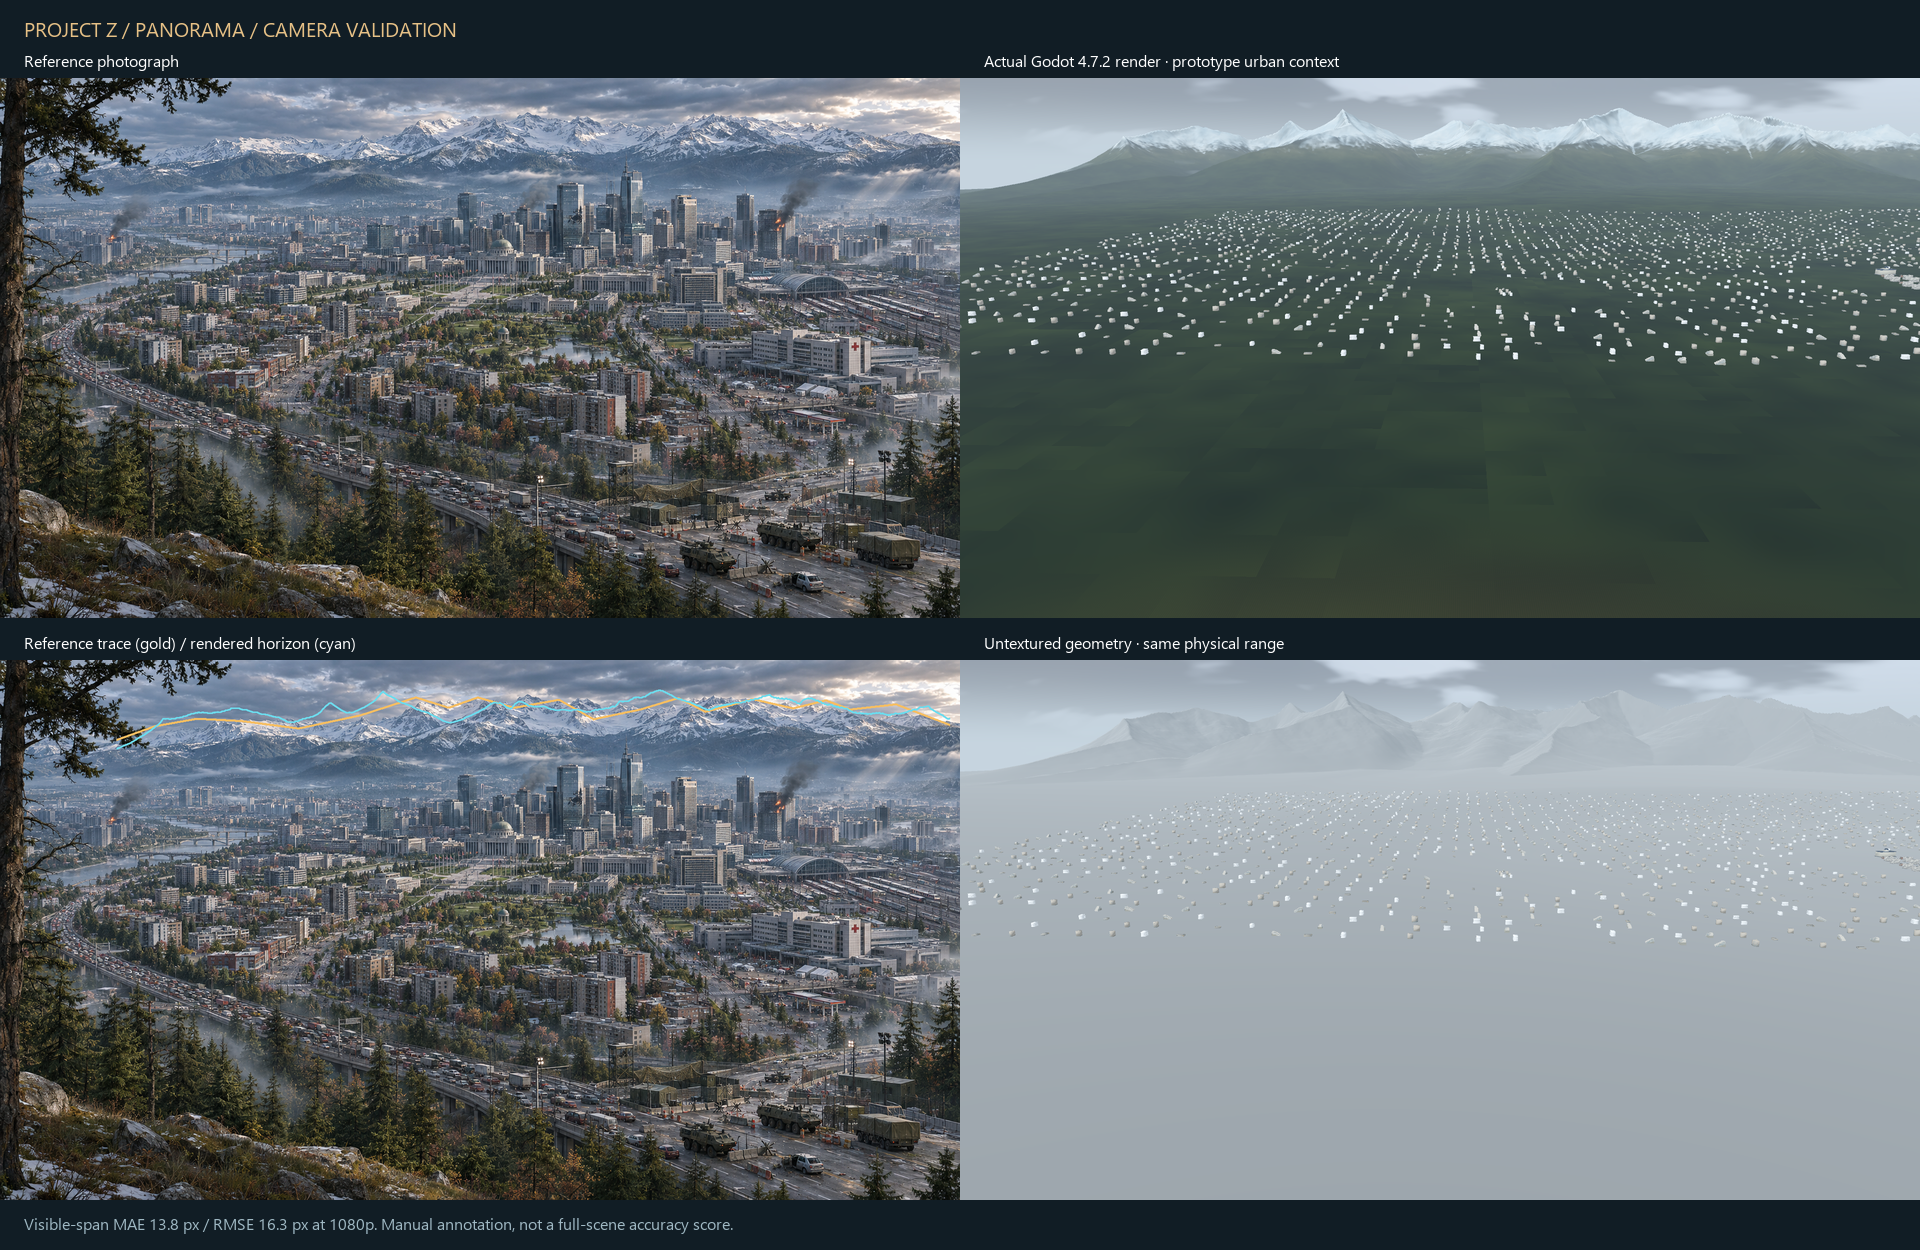 PROJECT Z / PANORAMA / CAMERA VALIDATION
Reference photograph
Actual Godot 4.7.2 render · prototype urban context
Reference trace (gold) / rendered horizon (cyan)
Untextured geometry · same physical range
Visible-span MAE 13.8 px / RMSE 16.3 px at 1080p. Manual annotation, not a full-scene accuracy score.